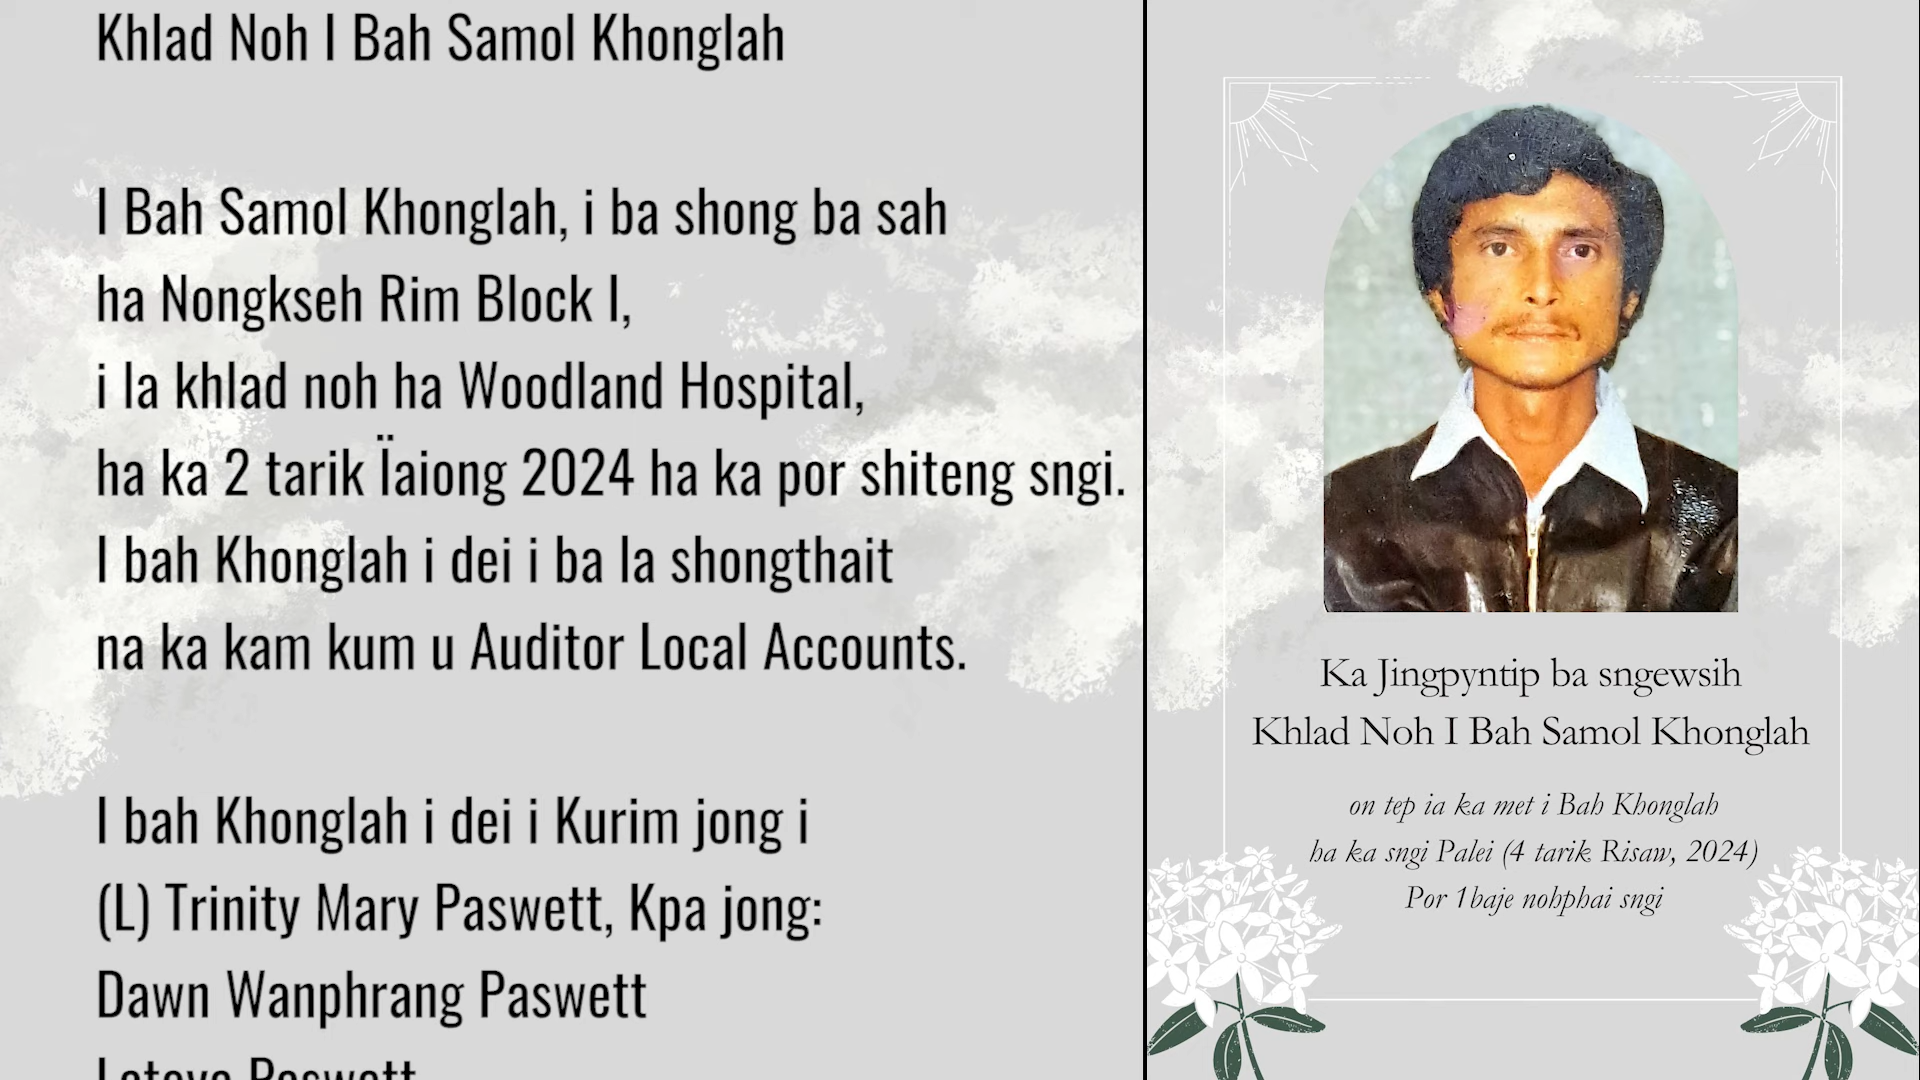 Khlad Noh I Bah Samol Khonglah
I Bah Samol Khonglah, i ba shong ba sah
ha Nongkseh Rim Block I,
i la khlad noh ha Woodland Hospital,
ha ka 2 tarik Ïaiong 2024 ha ka por shiteng sngi.
I bah Khonglah i dei i ba la shongthait
na ka kam kum u Auditor Local Accounts.
I bah Khonglah i dei i Kurim jong i
(L) Trinity Mary Paswett, Kpa jong:
Dawn Wanphrang Paswett
Paswett
Ka Jingpyntip ba sngewsih
Khlad Noh I Bah Samol Khonglah
on tep ia ka met i Bah Khonglah
ha ka sngi Palei (4 tarik Risaw, 2024)
Por 1baje nohphai sngi